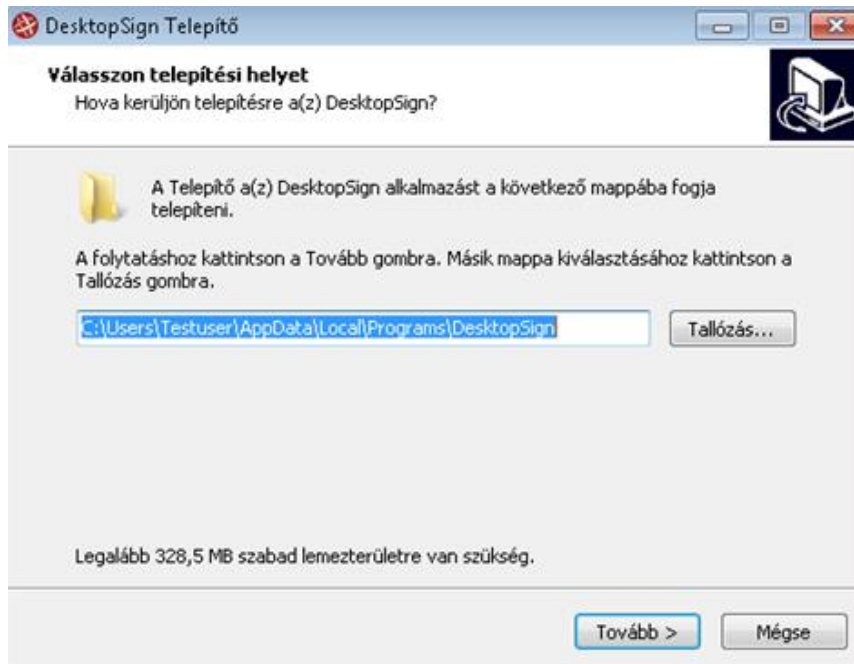 DesktopSign Telepítő
Válasszon telepítési helyet
Hova kerüljön telepítésre a(z) DesktopSign?
A Telepítő a(z) DesktopSign alkalmazást a következő mappába fogja
telepíteni.
A folytatáshoz kattintson a Tovább gombra. Másik mappa kiválasztásához kattintson a
Tallózás gombra.
C:\Users\Testuser\AppData\Local\Programs\DesktopSign
Tallózás...
Legalább 328,5 MB szabad lemezterületre van szükség.
Tovább >
Mégse